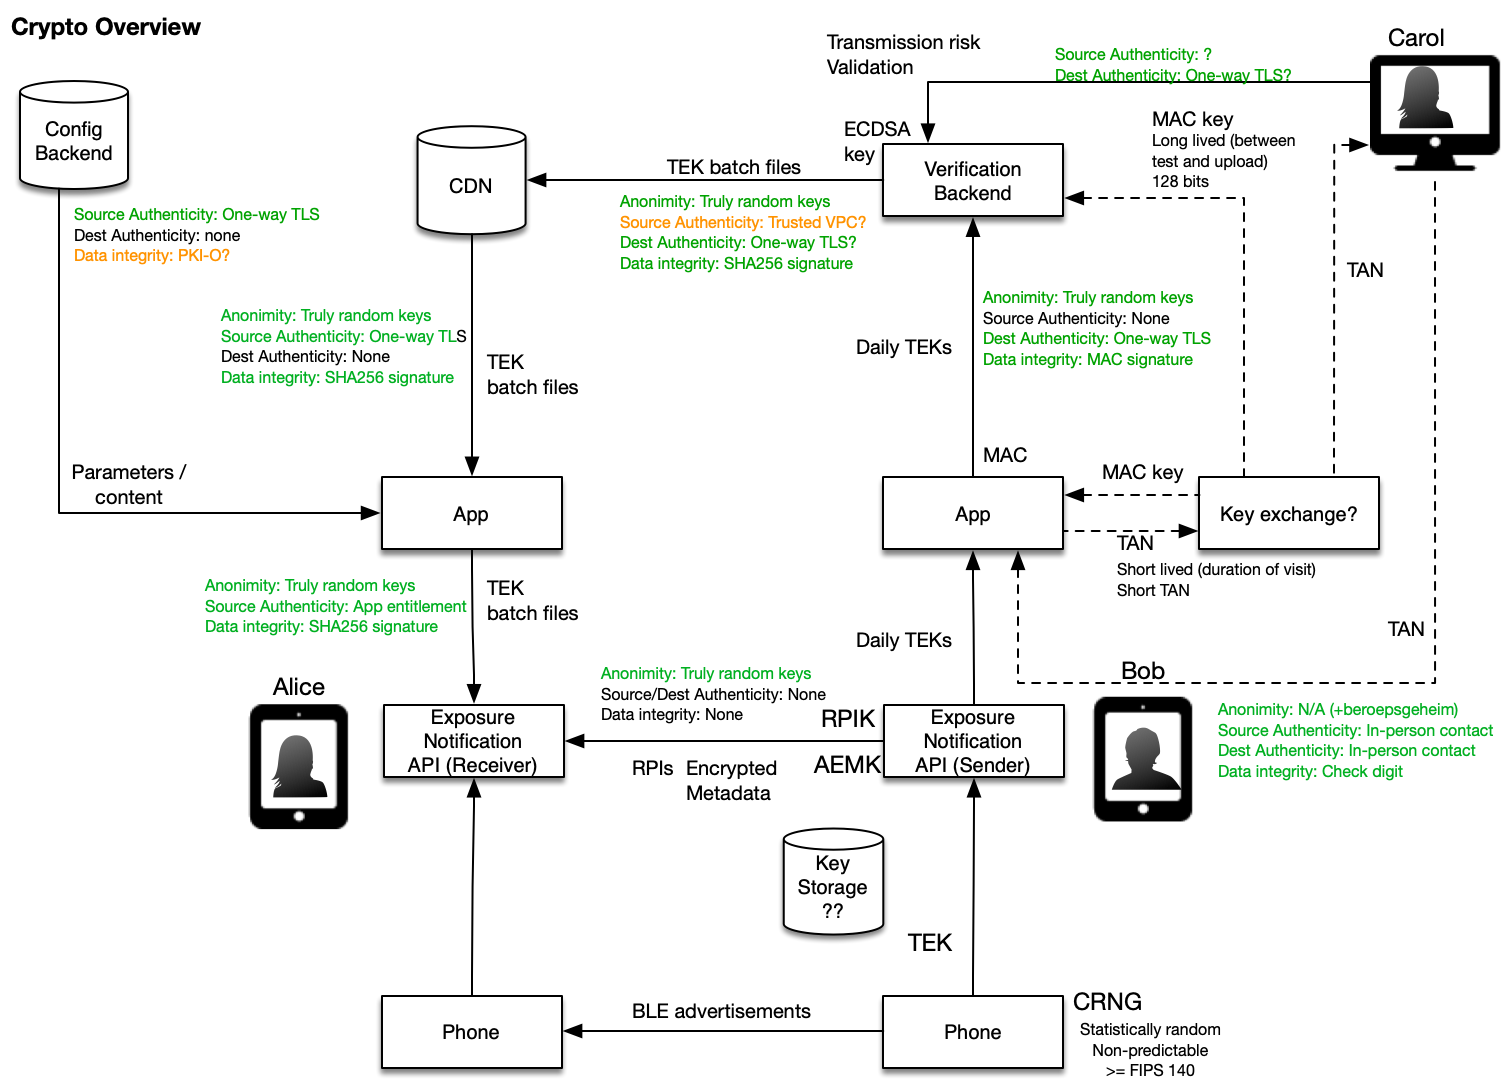 Crypto Overview
Config
Backend
Source Authenticity: One-way TLS
Dest Authenticity: none
Data integrity: PKI-O?
Parameters /
content
CDN
TEK batch files
Anonimity: Truly random keys
Source Authenticity: Trusted VPC?
Dest Authenticity: One-way TLS?
Data integrity: SHA256 signature
Anonimity: Truly random keys
Source Authenticity: One-way TLS
Dest Authenticity: None
Data integrity: SHA256 signature
TEK
batch files
App
Anonimity: Truly random keys
Source Authenticity: App entitlement
Data integrity: SHA256 signature
TEK
batch files
Alice
Exposure
Notification
API (Receiver)
Anonimity: Truly random keys
Source/Dest Authenticity: None
Data integrity: None
RPIs
Encrypted
Metadata
Phone
BLE advertisements
Transmission risk
Validation
Source Authenticity: ?
Dest Authenticity: One-way TLS?
Carol
ECDSA
key
Verification
Backend
MAC key
Long lived (between
test and upload)
128 bits
TAN
Anonimity: Truly random keys
Source Authenticity: None
Dest Authenticity: One-way TLS
Data integrity: MAC signature
Daily TEKs
MAC
App
MAC key
Key exchange?
TAN
Short lived (duration of visit)
Short TAN
TAN
Daily TEKs
Bob
RPIK
AEMK
Exposure
Notification
API (Sender)
Anonimity: N/A (+beroepsgeheim)
Source Authenticity: In-person contact
Dest Authenticity: In-person contact
Data integrity: Check digit
Key
Storage
??
TEK
Phone
CRNG
Statistically random
Non-predictable
>= FIPS 140